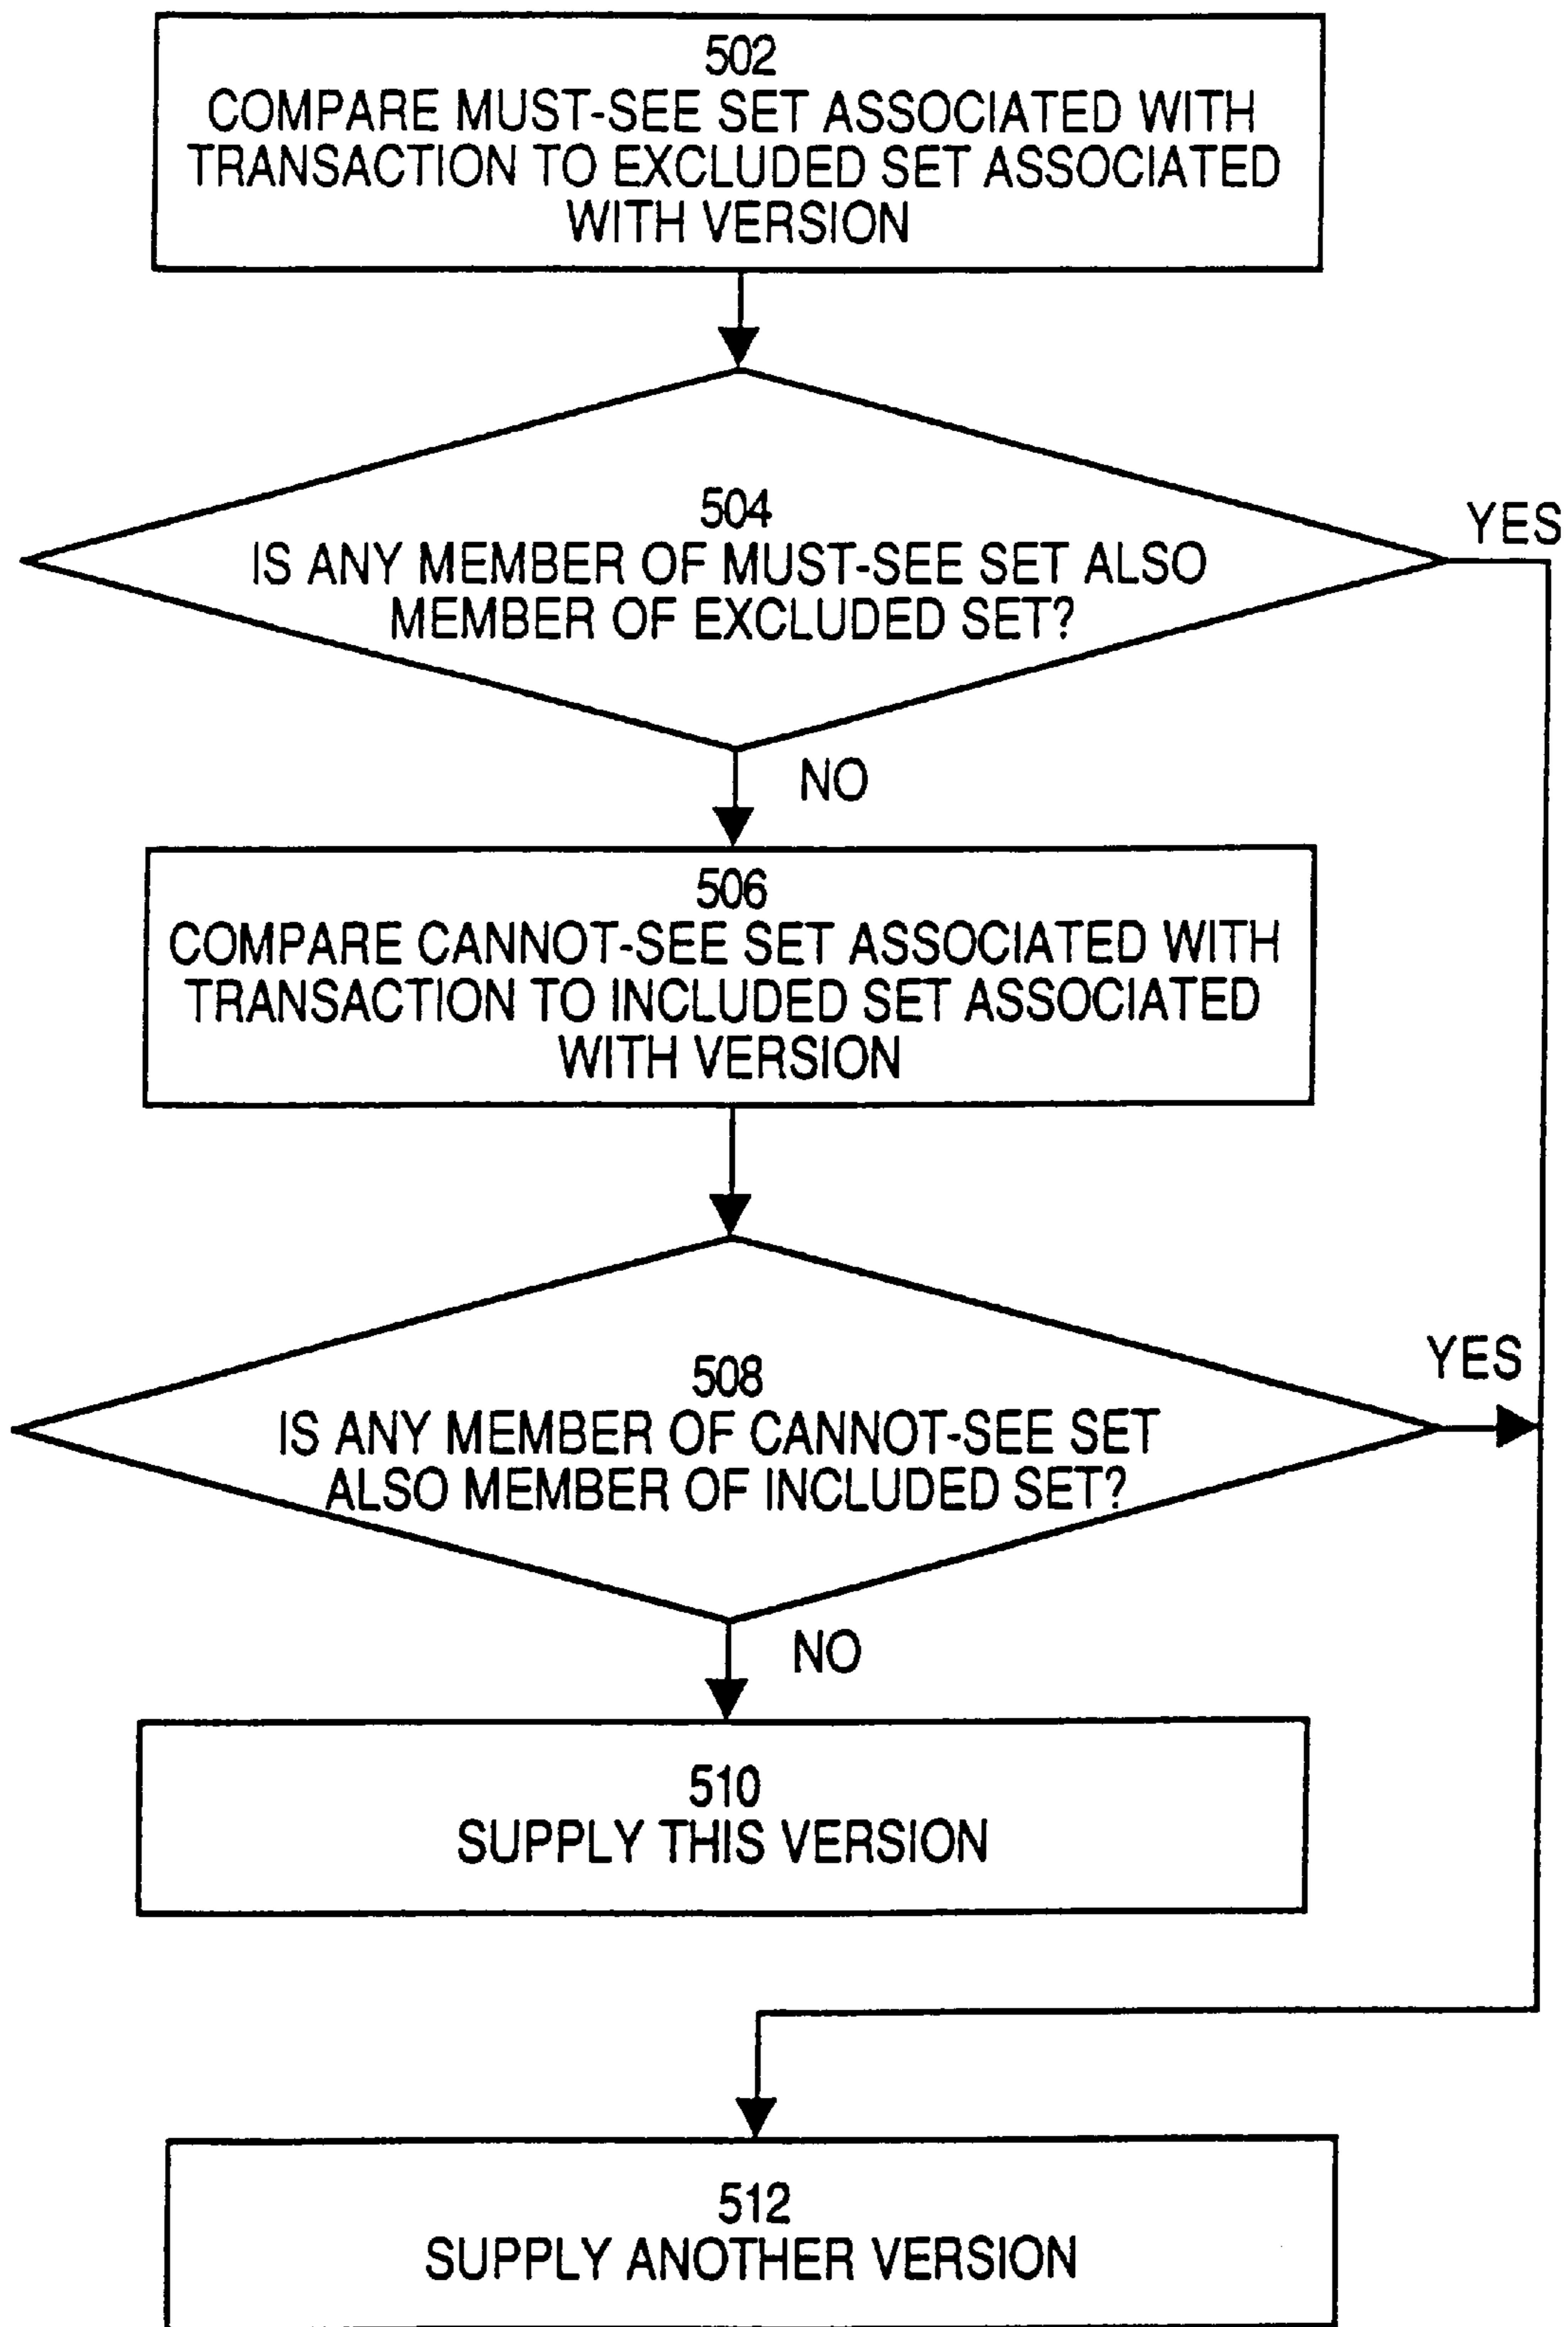 502
COMPARE MUST-SEE SET ASSOCIATED WITH
TRANSACTION TO EXCLUDED SET ASSOCIATED
WITH VERSION
504
IS ANY MEMBER OF MUST-SEE SET ALSO
MEMBER OF EXCLUDED SET?
YES
NO
506
COMPARE CANNOT-SEE SET ASSOCIATED WITH
TRANSACTION TO INCLUDED SET ASSOCIATED
WITH VERSION
508
IS ANY MEMBER OF CANNOT-SEE SET
ALSO MEMBER OF INCLUDED SET?
YES
NO
510
SUPPLY THIS VERSION
512
SUPPLY ANOTHER VERSION